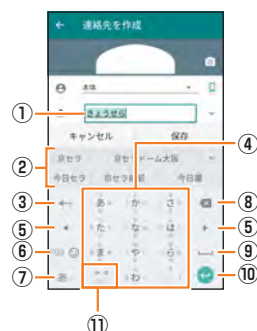 連絡先を作成
本体
① きょうせら
キャンセル 保存
④
② 京セラ 京セラドーム大阪
今日セラ 京セラ 今日
③ あ か さ ⑧
⑤ た な は ⑤
⑥ ま や ら ⑨
⑦ わ ⑩
⑪